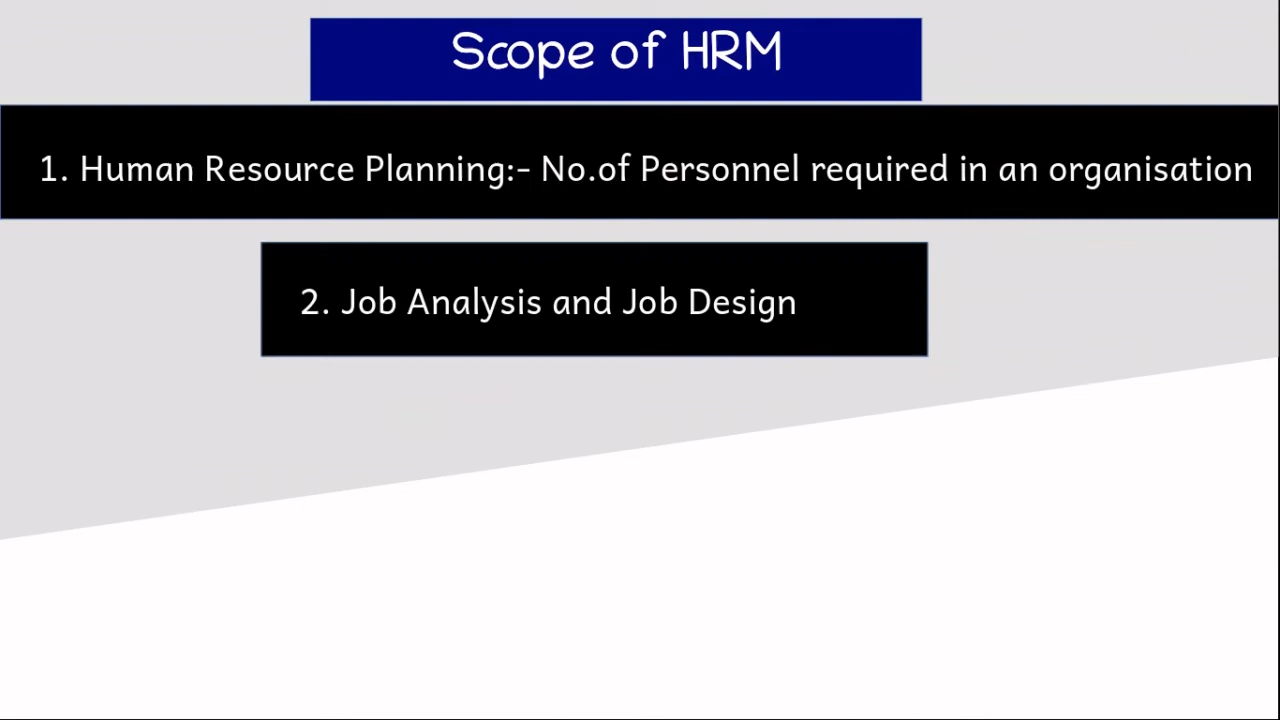 Scope of HRM
1. Human Resource Planning:- No.of Personnel required in an organisation
2. Job Analysis and Job Design